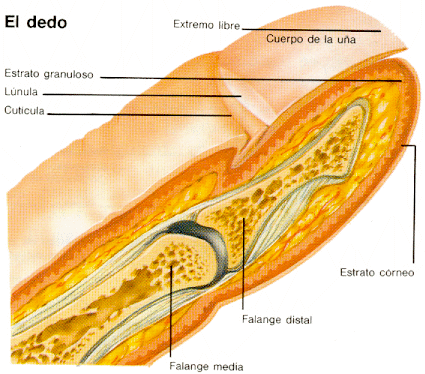 El dedo
Extremo libre
Cuerpo de la uña
Estrato granuloso
Lúnula
Cutícula
Estrato córneo
Falange distal
Falange media